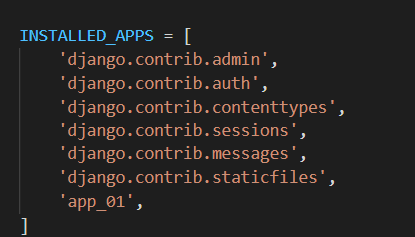 INSTALLED_APPS = [
    'django.contrib.admin',
    'django.contrib.auth',
    'django.contrib.contenttypes',
    'django.contrib.sessions',
    'django.contrib.messages',
    'django.contrib.staticfiles',
    'app_01',
]